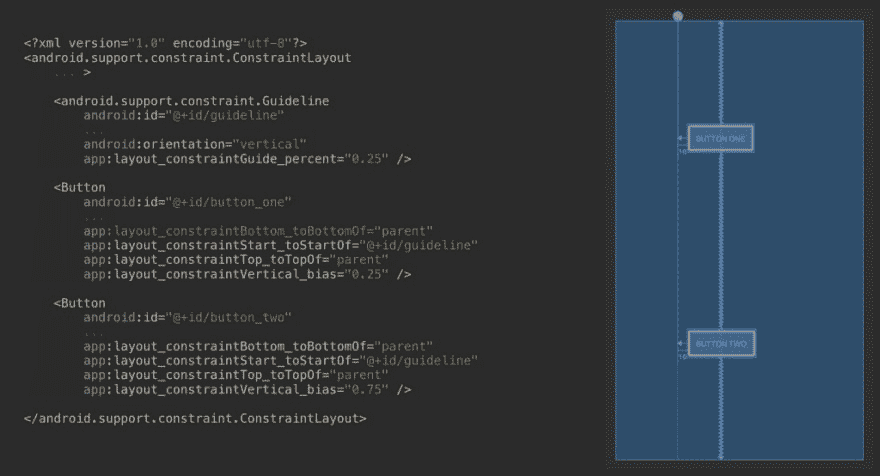 <?xml version="1.0" encoding="utf-8"?>
<android.support.constraint.ConstraintLayout
... >
<android.support.constraint.Guideline
android:id="@+id/guideline"
...
android:orientation="vertical"
app:layout_constraintGuide_percent="0.25" />
<Button
android:id="@+id/button_one"
...
app:layout_constraintBottom_toBottomOf="parent"
app:layout_constraintStart_toStartOf="@+id/guideline"
app:layout_constraintTop_toTopOf="parent"
app:layout_constraintVertical_bias="0.25" />
<Button
android:id="@+id/button_two"
...
app:layout_constraintBottom_toBottomOf="parent"
app:layout_constraintStart_toStartOf="@+id/guideline"
app:layout_constraintTop_toTopOf="parent"
app:layout_constraintVertical_bias="0.75" />
</android.support.constraint.ConstraintLayout>
BUTTON ONE
BUTTON TWO